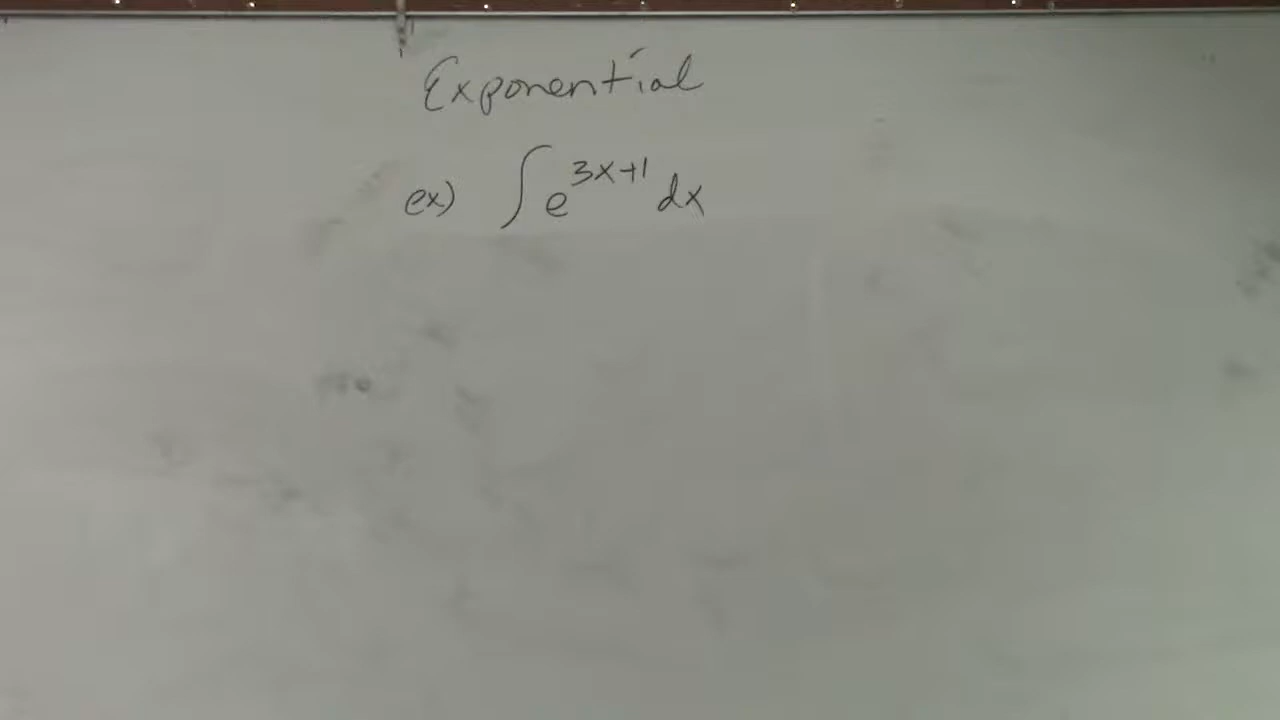 Exponential
ex) ∫ e^{3x+1} dx